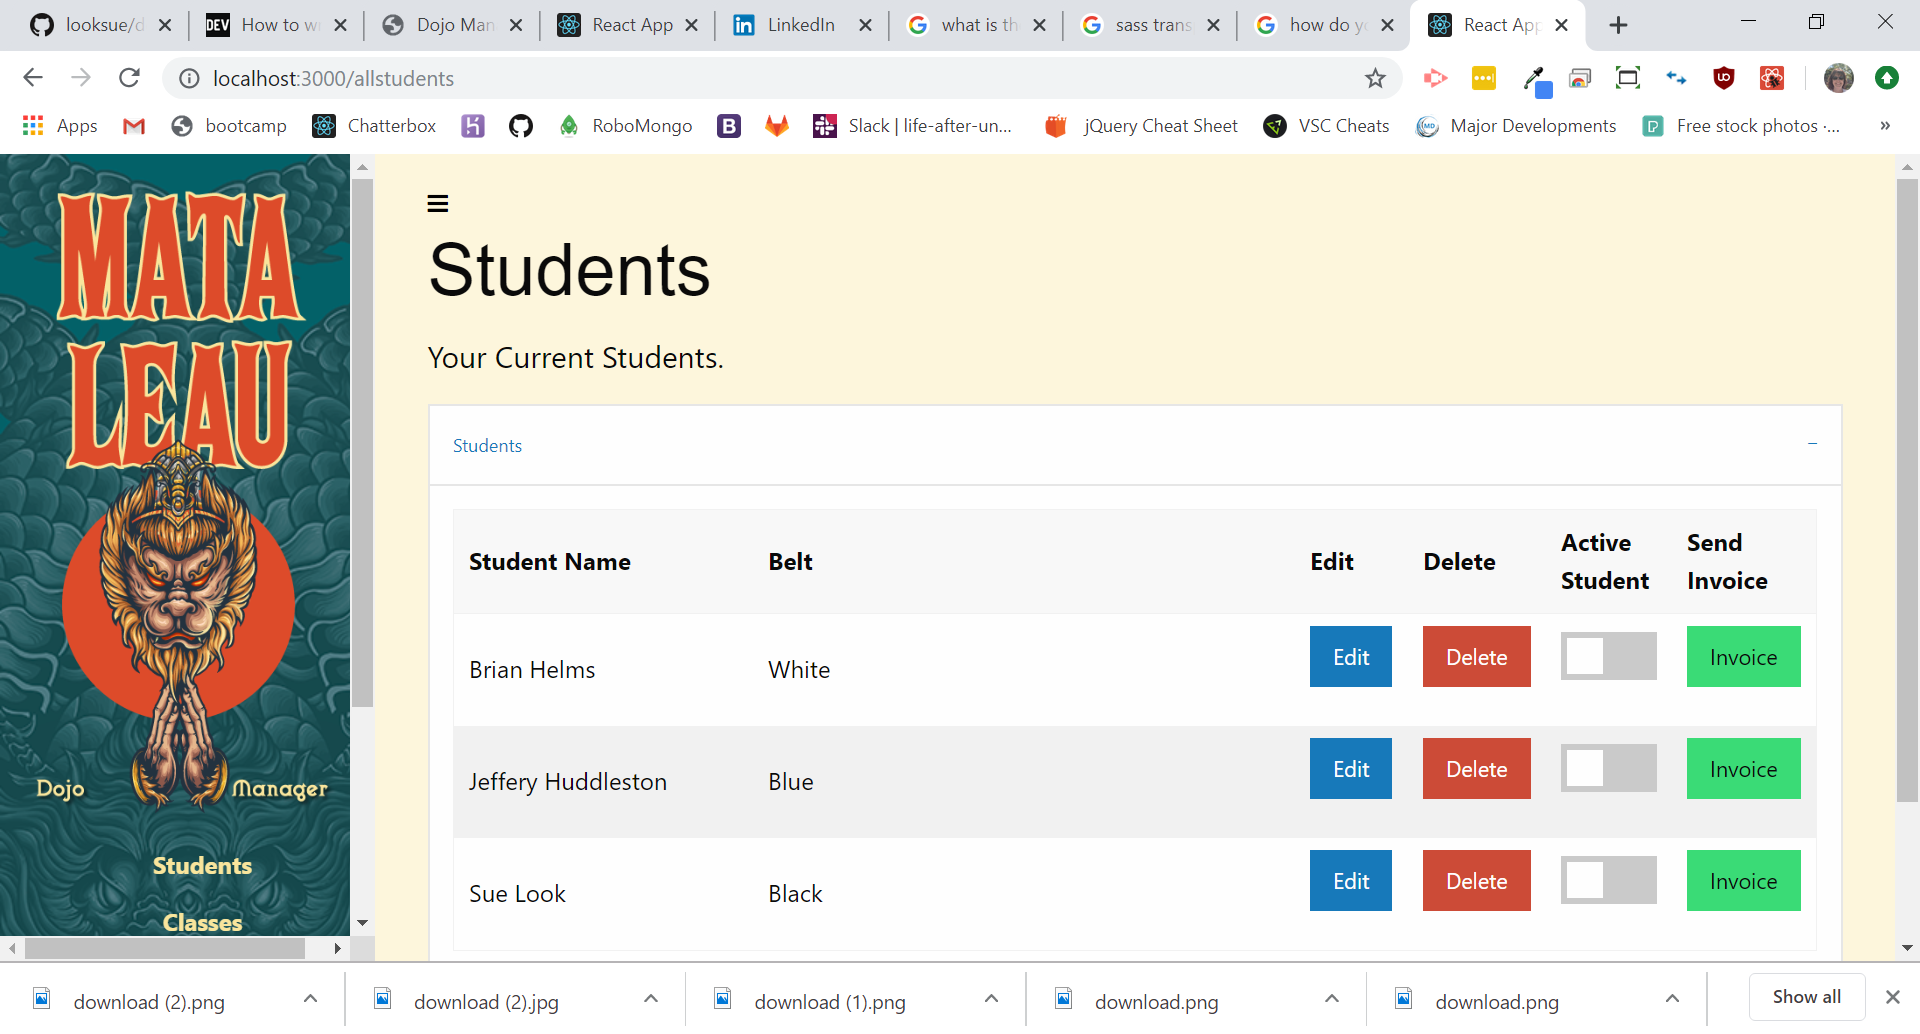 looksue/d
How to w
Dojo Man
React App
LinkedIn
what is th
sass trans
how do y
React App
localhost:3000/allstudents
Apps
bootcamp
Chatterbox
RoboMongo
Slack | life-after-un...
jQuery Cheat Sheet
VSC Cheats
Major Developments
Free stock photos ·...
»
MATA
LEAU
Dojo Manager
Students
Classes
Students
Your Current Students.
Students
–
Student Name Belt Edit Delete Active Student Send Invoice
Brian Helms White Edit Delete Invoice
Jeffery Huddleston Blue Edit Delete Invoice
Sue Look Black Edit Delete Invoice
download (2).png
download (2).jpg
download (1).png
download.png
download.png
Show all